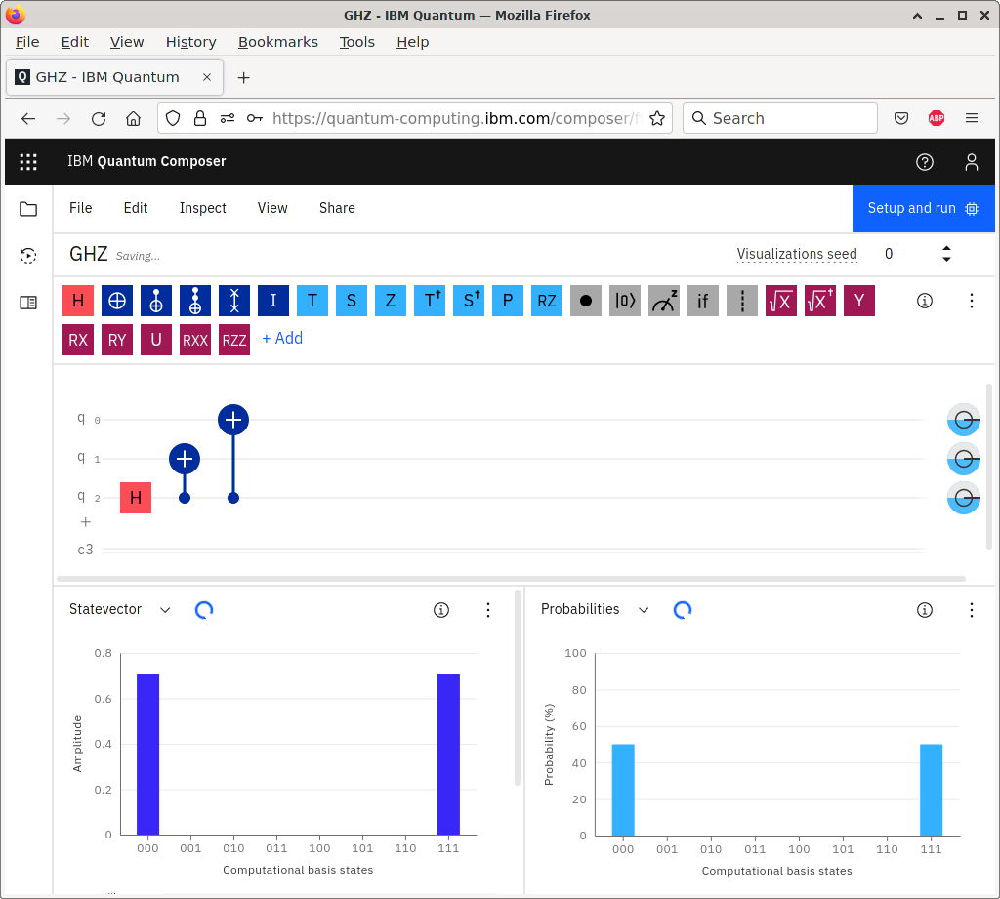 GHZ - IBM Quantum — Mozilla Firefox
File Edit View History Bookmarks Tools Help
Q GHZ - IBM Quantum × +
https://quantum-computing.ibm.com/composer/f Search ABP
IBM Quantum Composer
File Edit Inspect View Share Setup and run
GHZ Saving... Visualizations seed 0
H I T S Z T† S† P RZ |0⟩ z if √X √X† Y
RX RY U RXX RZZ + Add
q 0
q 1
q 2 H
+
c3
Statevector
0.8
0.6
0.4
0.2
0
Amplitude
000 001 010 011 100 101 110 111
Computational basis states
Probabilities
100
80
60
40
20
0
Probability (%)
000 001 010 011 100 101 110 111
Computational basis states